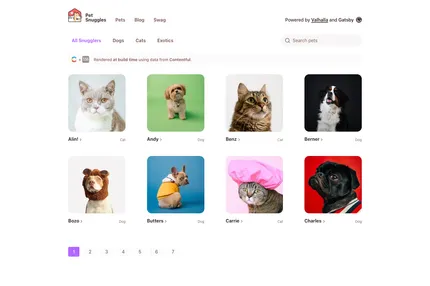 Pet
Snuggles
Pets
Blog
Swag
Powered by Valhalla and Gatsby
All Snugglers
Dogs
Cats
Exotics
Search pets
Rendered at build time using data from Contentful.
Alini
Cat
Andy
Dog
Benz
Cat
Berner
Dog
Bozo
Dog
Butters
Dog
Carrie
Cat
Charles
Dog
1 2 3 4 5 6 7